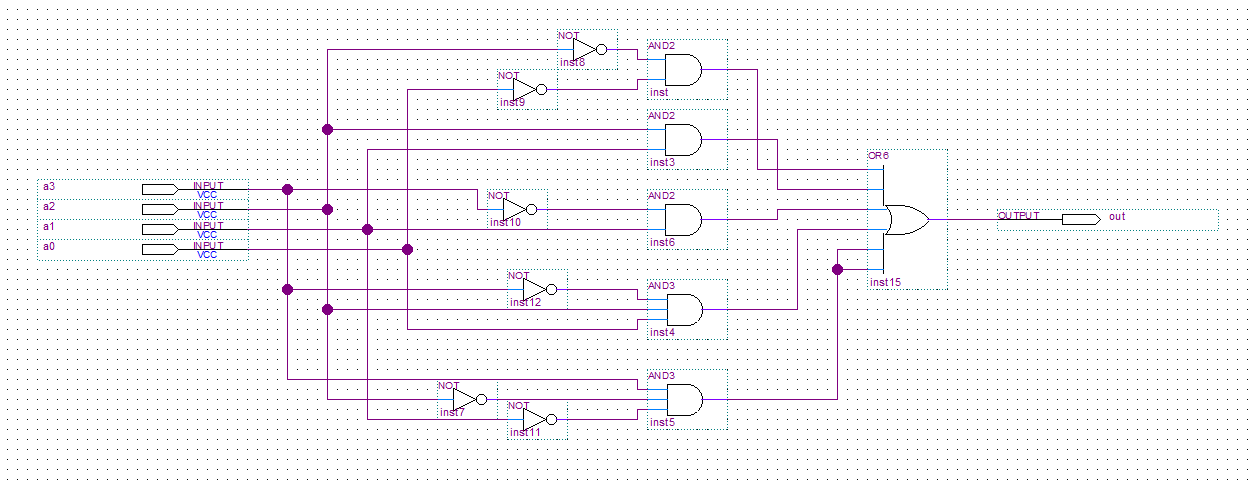 NOT
inst8
AND2
inst
NOT
inst9
AND2
inst3
OR6
a3
INPUT
VCC
a2
INPUT
VCC
a1
INPUT
VCC
a0
INPUT
VCC
NOT
inst10
AND2
inst6
OUTPUT
out
inst15
NOT
inst12
AND3
inst4
AND3
inst5
NOT
inst7
NOT
inst11